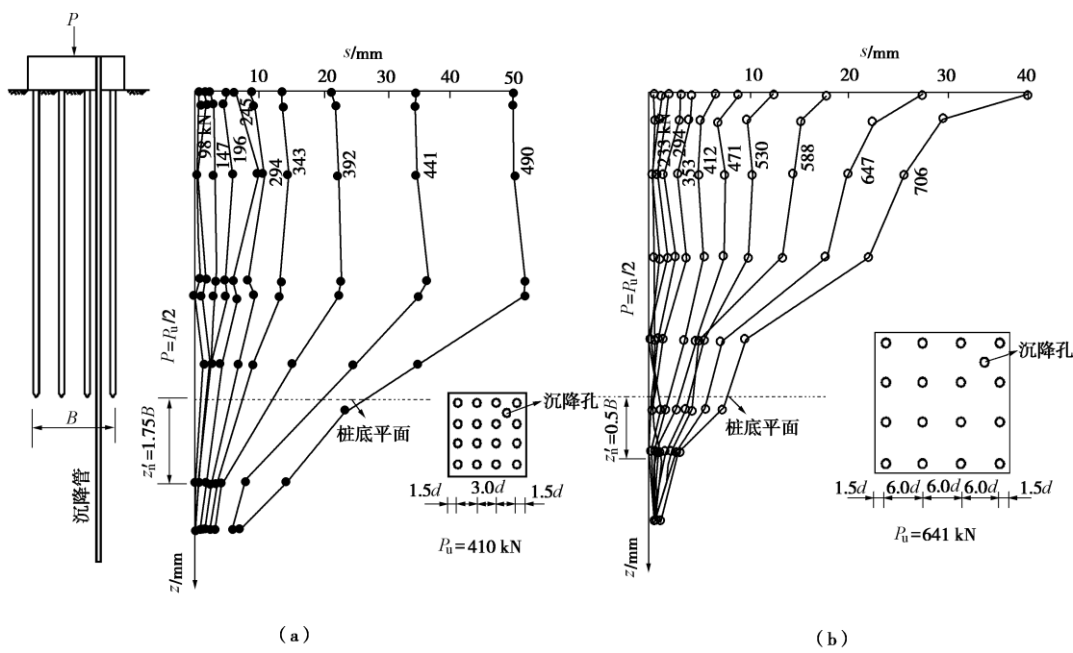 P
B
沉降管
s/mm
10
20
30
40
50
98 kN
147
196
245
294
343
392
441
490
P=Pu/2
z′n=1.75B
桩底平面
沉降孔
1.5d
3.0d
1.5d
Pu=410 kN
z/mm
(a)
s/mm
10
20
30
40
233 kN
294
353
412
471
530
588
647
706
P=Pu/2
z′n=0.5B
桩底平面
沉降孔
1.5d
6.0d
6.0d
6.0d
1.5d
Pu=641 kN
z/mm
(b)